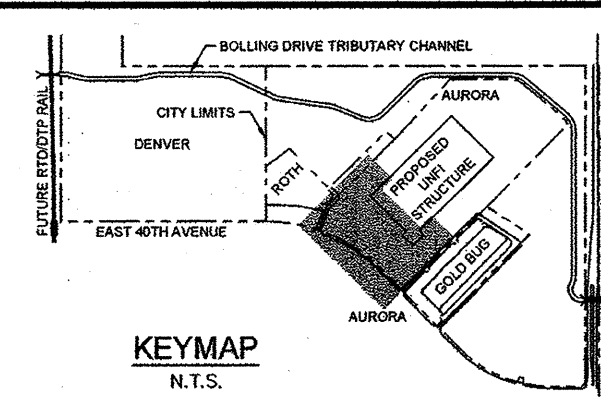 BOLLING DRIVE TRIBUTARY CHANNEL
AURORA
CITY LIMITS
DENVER
FUTURE RTD/DTP RAIL
ROTH
PROPOSED
UNFI
STRUCTURE
EAST 40TH AVENUE
GOLD BUG
AURORA
KEYMAP
N.T.S.